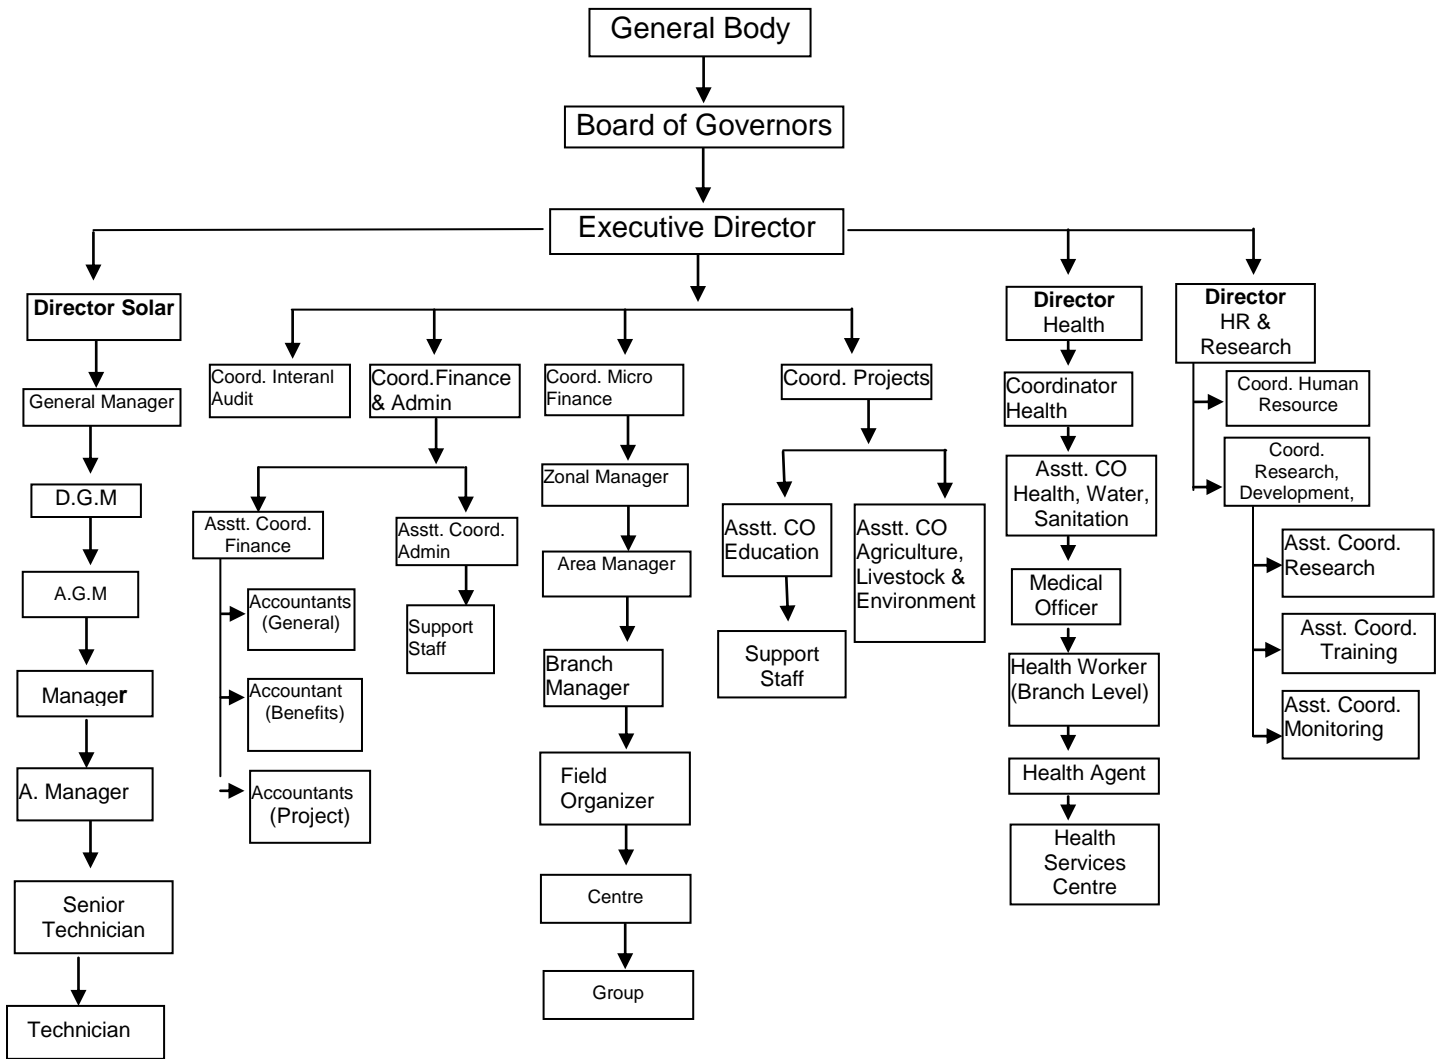 General Body
Board of Governors
Executive Director
Director Solar
General Manager
D.G.M
A.G.M
Manager
A. Manager
Senior
Technician
Technician
Coord. Interanl
Audit
Coord.Finance
& Admin
Asstt. Coord.
Finance
Accountants
(General)
Accountant
(Benefits)
Accountants
(Project)
Asstt. Coord.
Admin
Support
Staff
Coord. Micro
Finance
Zonal Manager
Area Manager
Branch
Manager
Field
Organizer
Centre
Group
Coord. Projects
Asstt. CO
Education
Support
Staff
Asstt. CO
Agriculture,
Livestock &
Environment
Director
Health
Coordinator
Health
Asstt. CO
Health, Water,
Sanitation
Medical
Officer
Health Worker
(Branch Level)
Health Agent
Health
Services
Centre
Director
HR &
Research
Coord. Human
Resource
Coord.
Research,
Development,
Asst. Coord.
Research
Asst. Coord.
Training
Asst. Coord.
Monitoring